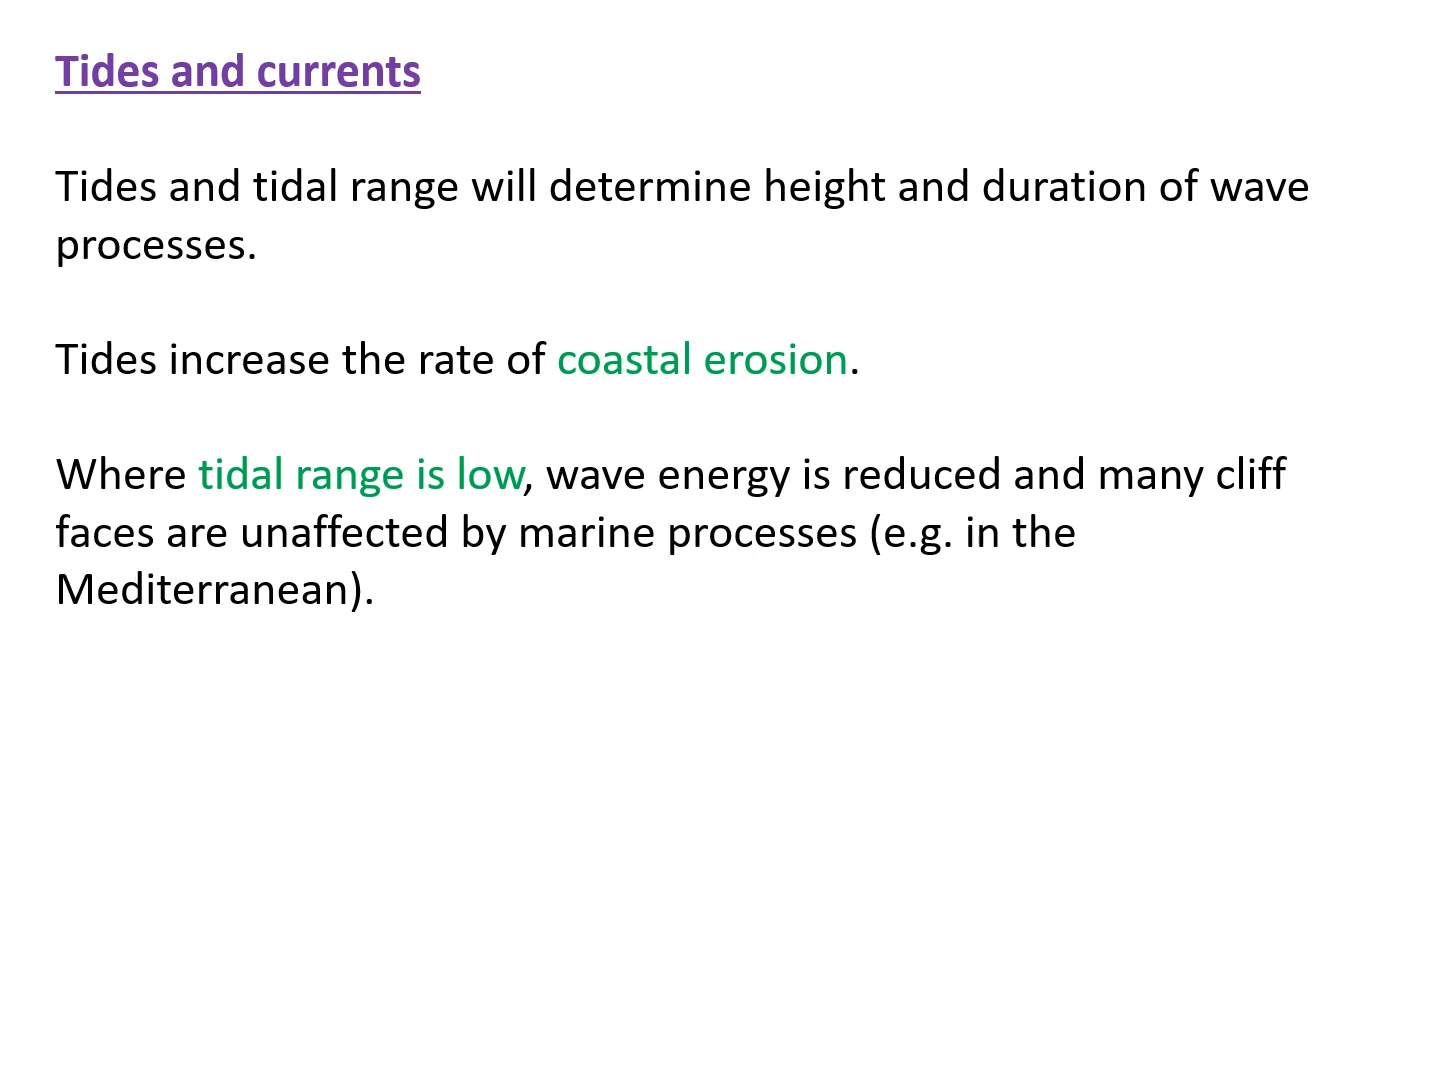 Tides and currents
Tides and tidal range will determine height and duration of wave
processes.
Tides increase the rate of coastal erosion.
Where tidal range is low, wave energy is reduced and many cliff
faces are unaffected by marine processes (e.g. in the
Mediterranean).